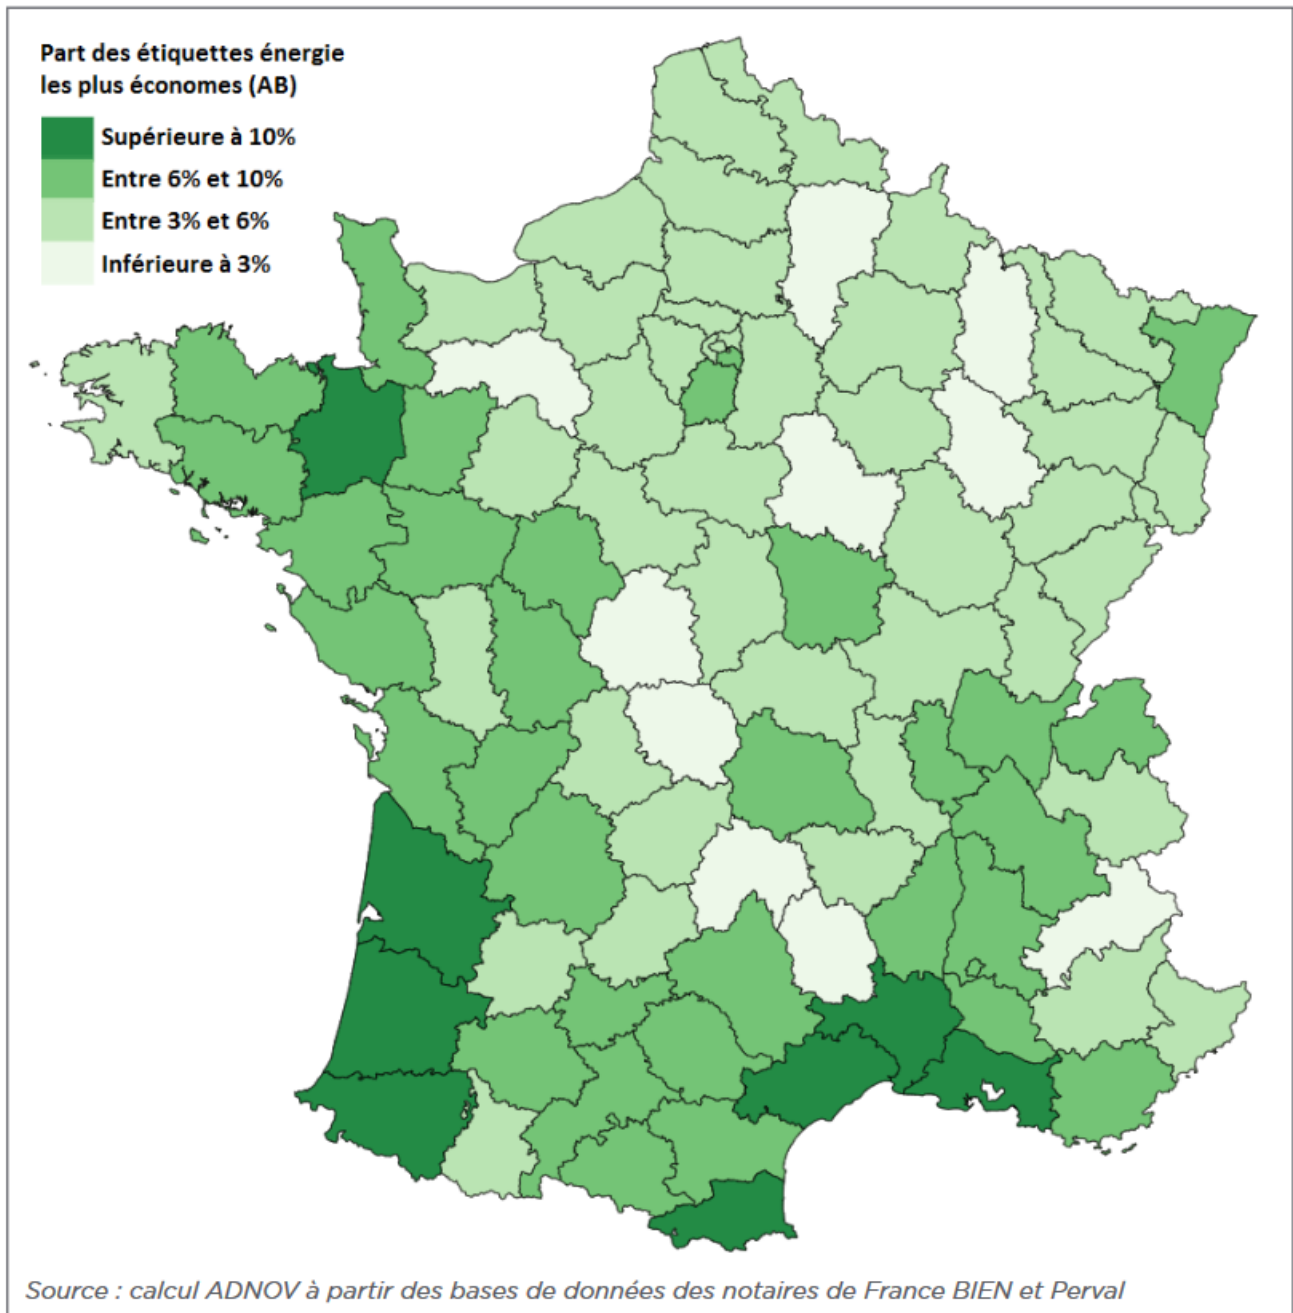 Part des étiquettes énergie
les plus économes (AB)
Supérieure à 10%
Entre 6% et 10%
Entre 3% et 6%
Inférieure à 3%
Source : calcul ADNOV à partir des bases de données des notaires de France BIEN et Perval